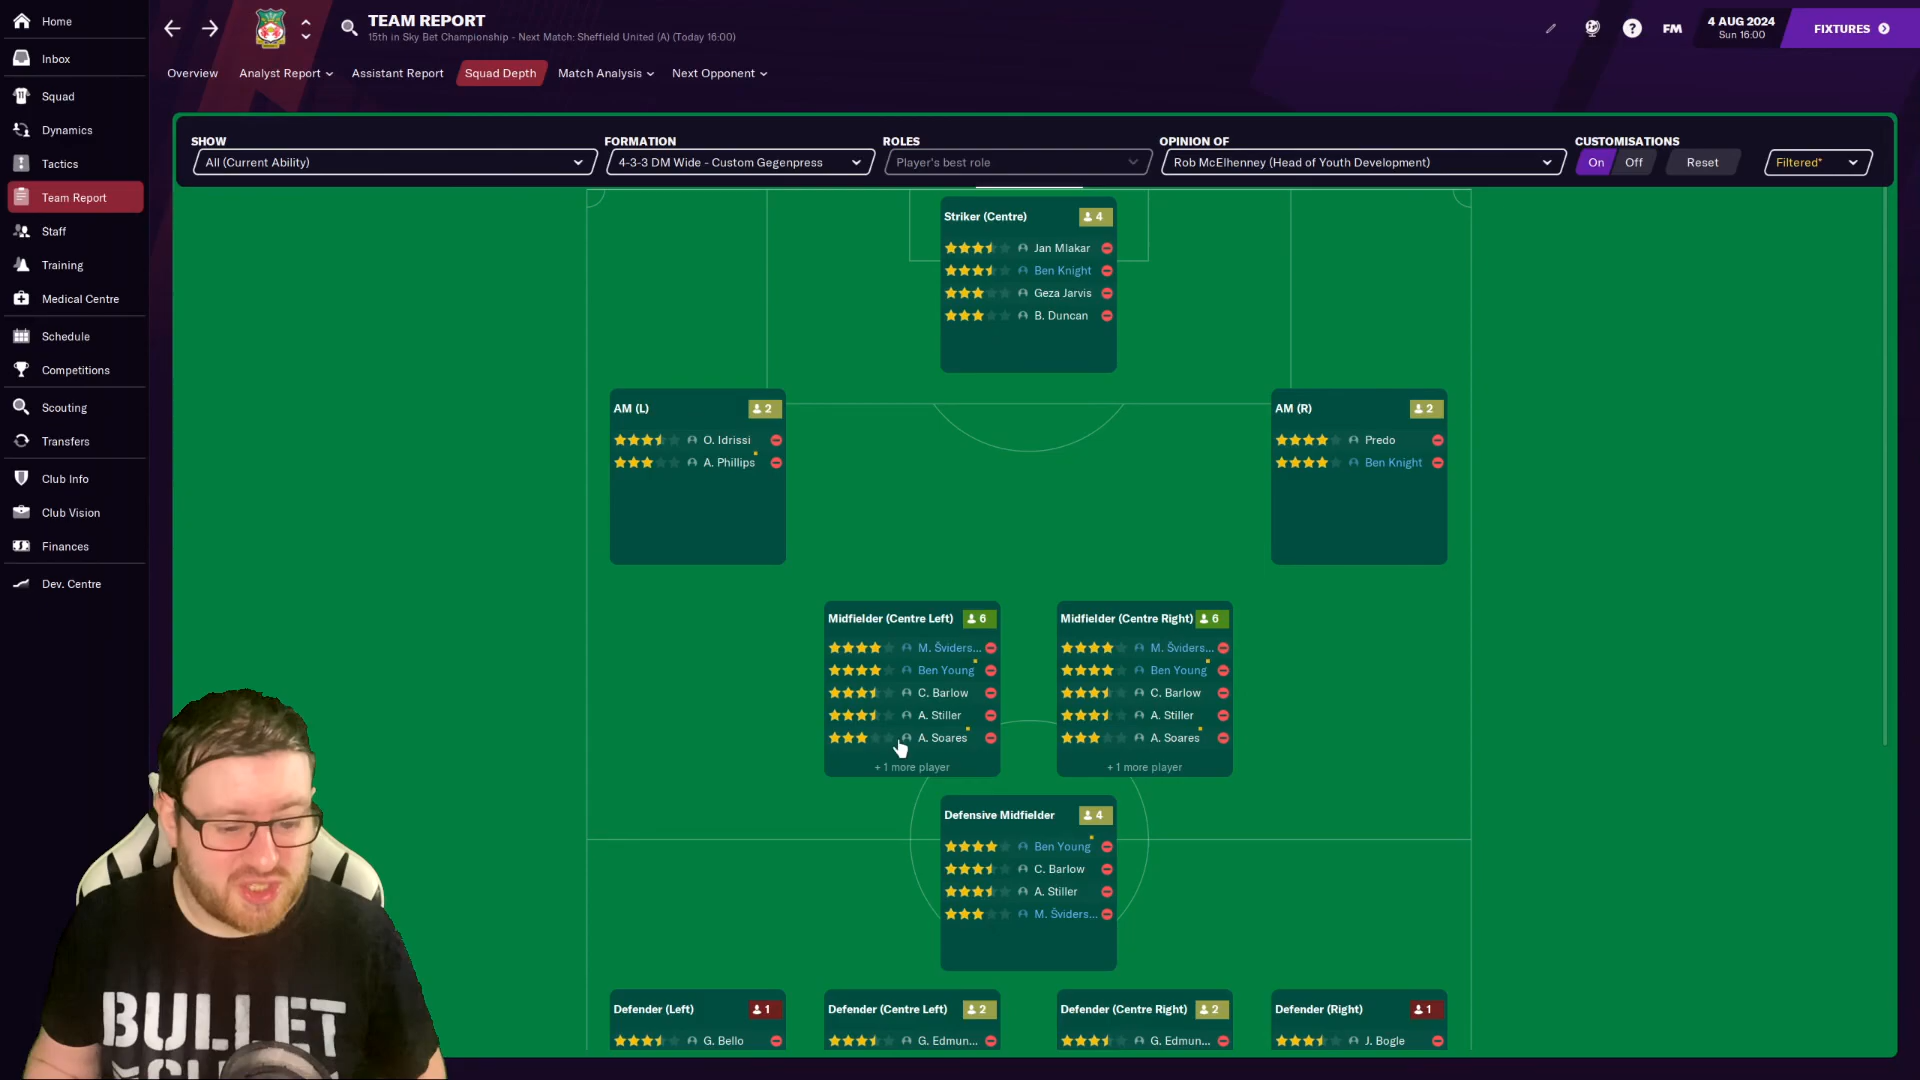 Home
Inbox
Squad
Dynamics
Tactics
Team Report
Staff
Training
Medical Centre
Schedule
Competitions
Scouting
Transfers
Club Info
Club Vision
Finances
Dev. Centre
TEAM REPORT
15th in Sky Bet Championship - Next Match: Sheffield United (A) (Today 16:00)
FM
4 AUG 2024
Sun 16:00
FIXTURES
Overview
Analyst Report
Assistant Report
Squad Depth
Match Analysis
Next Opponent
SHOW
All (Current Ability)
FORMATION
4-3-3 DM Wide - Custom Gegenpress
ROLES
Player's best role
OPINION OF
Rob McElhenney (Head of Youth Development)
CUSTOMISATIONS
On
Off
Reset
Filtered*
Striker (Centre) 4
Jan Mlakar
Ben Knight
Geza Jarvis
B. Duncan
AM (L) 2
O. Idrissi
A. Phillips
AM (R) 2
Predo
Ben Knight
Midfielder (Centre Left) 6
M. Šviders...
Ben Young
C. Barlow
A. Stiller
A. Soares
+ 1 more player
Midfielder (Centre Right) 6
M. Šviders...
Ben Young
C. Barlow
A. Stiller
A. Soares
+ 1 more player
Defensive Midfielder 4
Ben Young
C. Barlow
A. Stiller
M. Šviders...
Defender (Left) 1
G. Bello
Defender (Centre Left) 2
G. Edmun...
Defender (Centre Right) 2
G. Edmun...
Defender (Right) 1
J. Bogle
BULLET